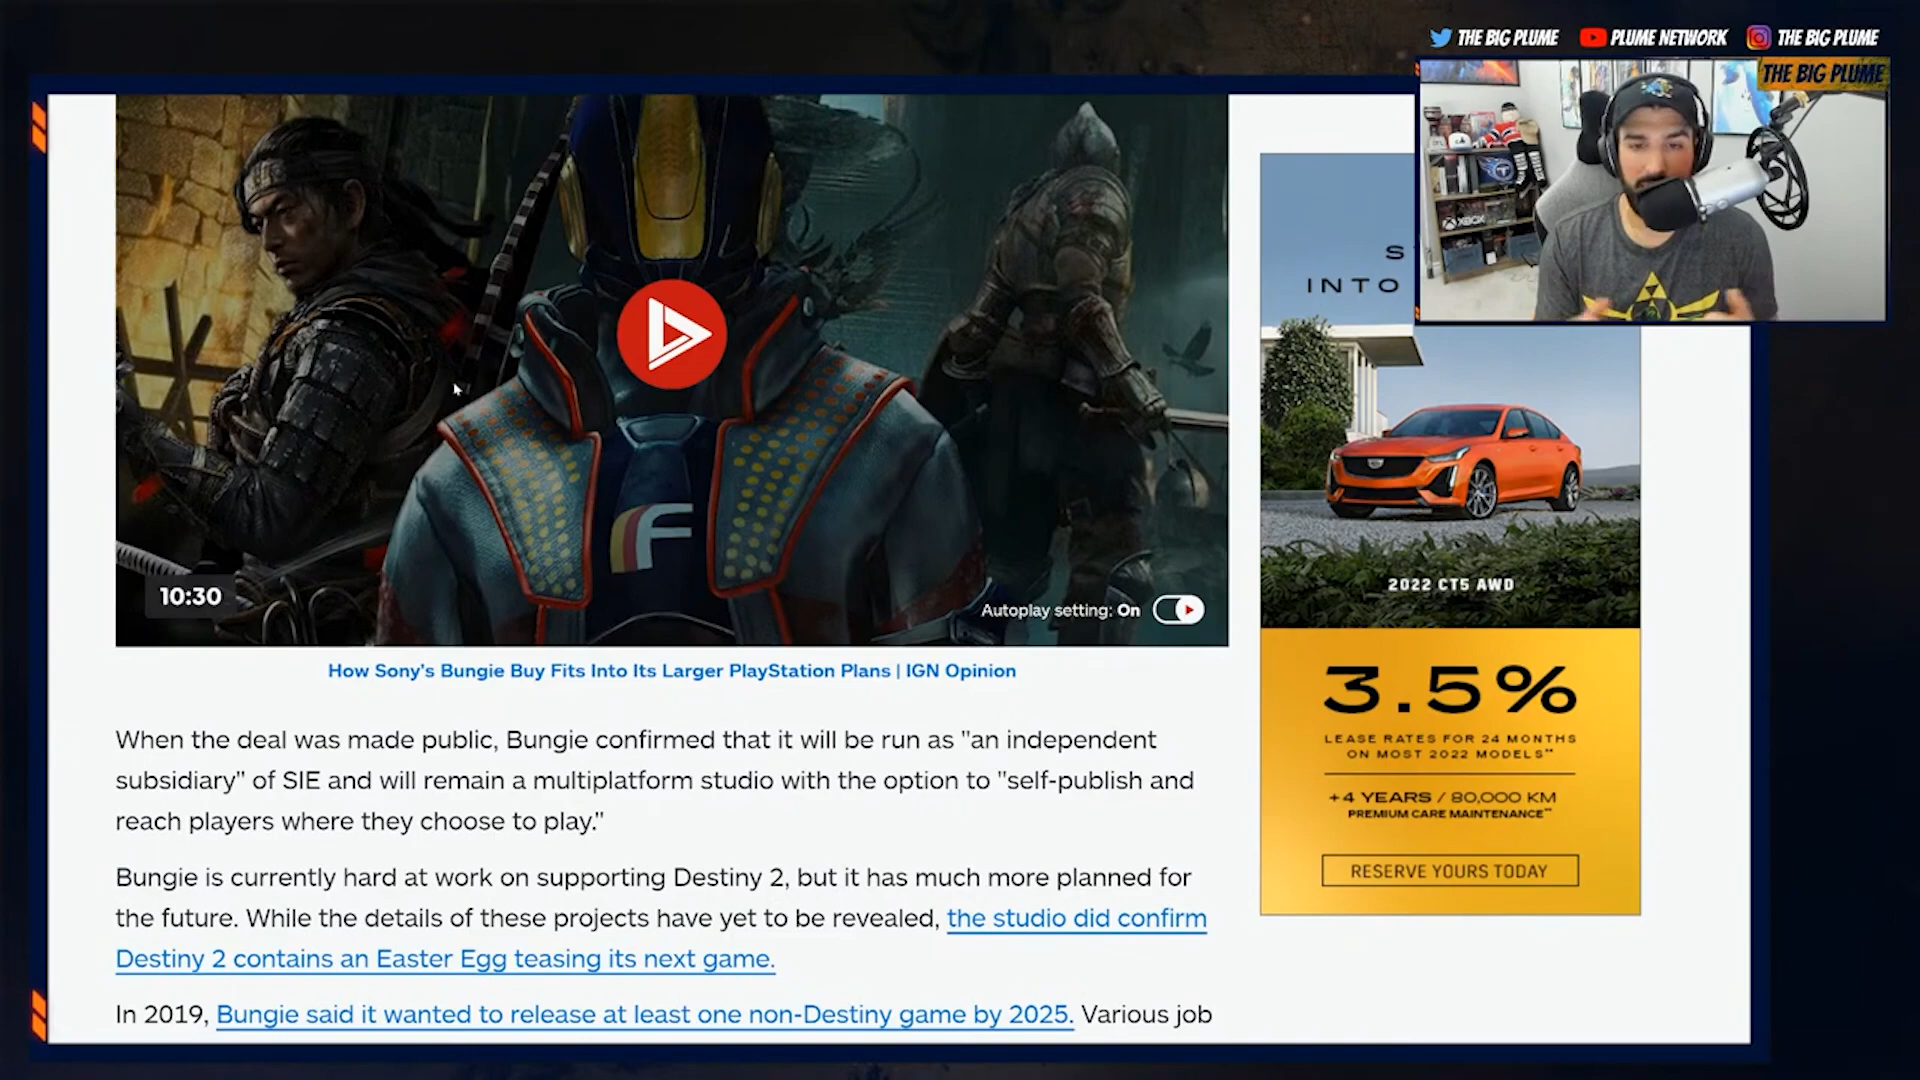 THE BIG PLUME PLUME NETWORK THE BIG PLUME
THE BIG PLUME
XBOX
S
INTO
F
10:30
Autoplay setting: On
How Sony's Bungie Buy Fits Into Its Larger PlayStation Plans | IGN Opinion
When the deal was made public, Bungie confirmed that it will be run as "an independent
subsidiary" of SIE and will remain a multiplatform studio with the option to "self-publish and
reach players where they choose to play."
Bungie is currently hard at work on supporting Destiny 2, but it has much more planned for
the future. While the details of these projects have yet to be revealed, the studio did confirm
Destiny 2 contains an Easter Egg teasing its next game.
In 2019, Bungie said it wanted to release at least one non-Destiny game by 2025. Various job
2022 CT5 AWD
3.5%
LEASE RATES FOR 24 MONTHS
ON MOST 2022 MODELS**
+4 YEARS / 80,000 KM
PREMIUM CARE MAINTENANCE**
RESERVE YOURS TODAY